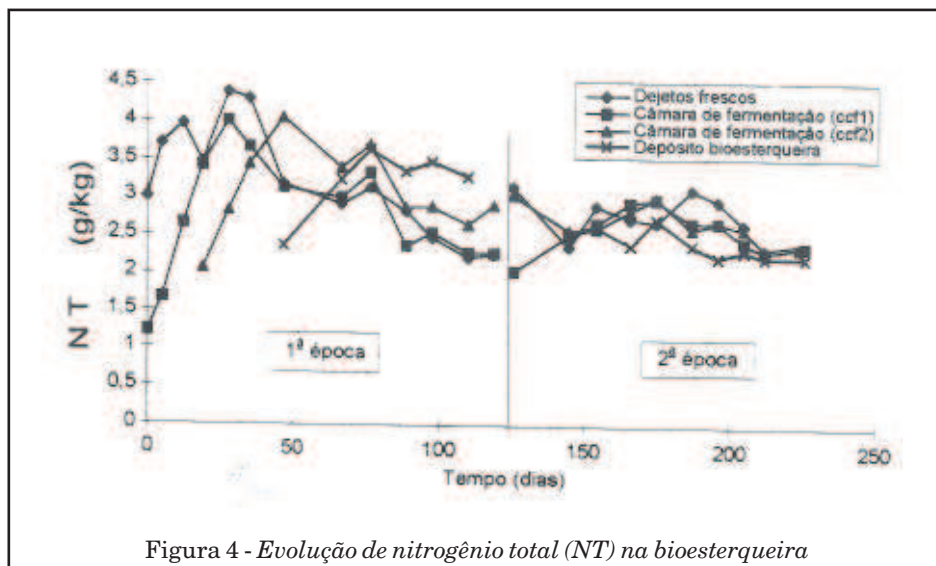 4.5
4
3.5
3
2.5
2
1.5
1
0.5
0
N T (g/kg)
Dejetos frescos
Câmara de fermentação (ccf1)
Câmara de fermentação (ccf2)
Depósito bioesterqueira
1ª época
2ª época
0 50 100 150 200 250
Tempo (dias)
Figura 4 - Evolução de nitrogênio total (NT) na bioesterqueira